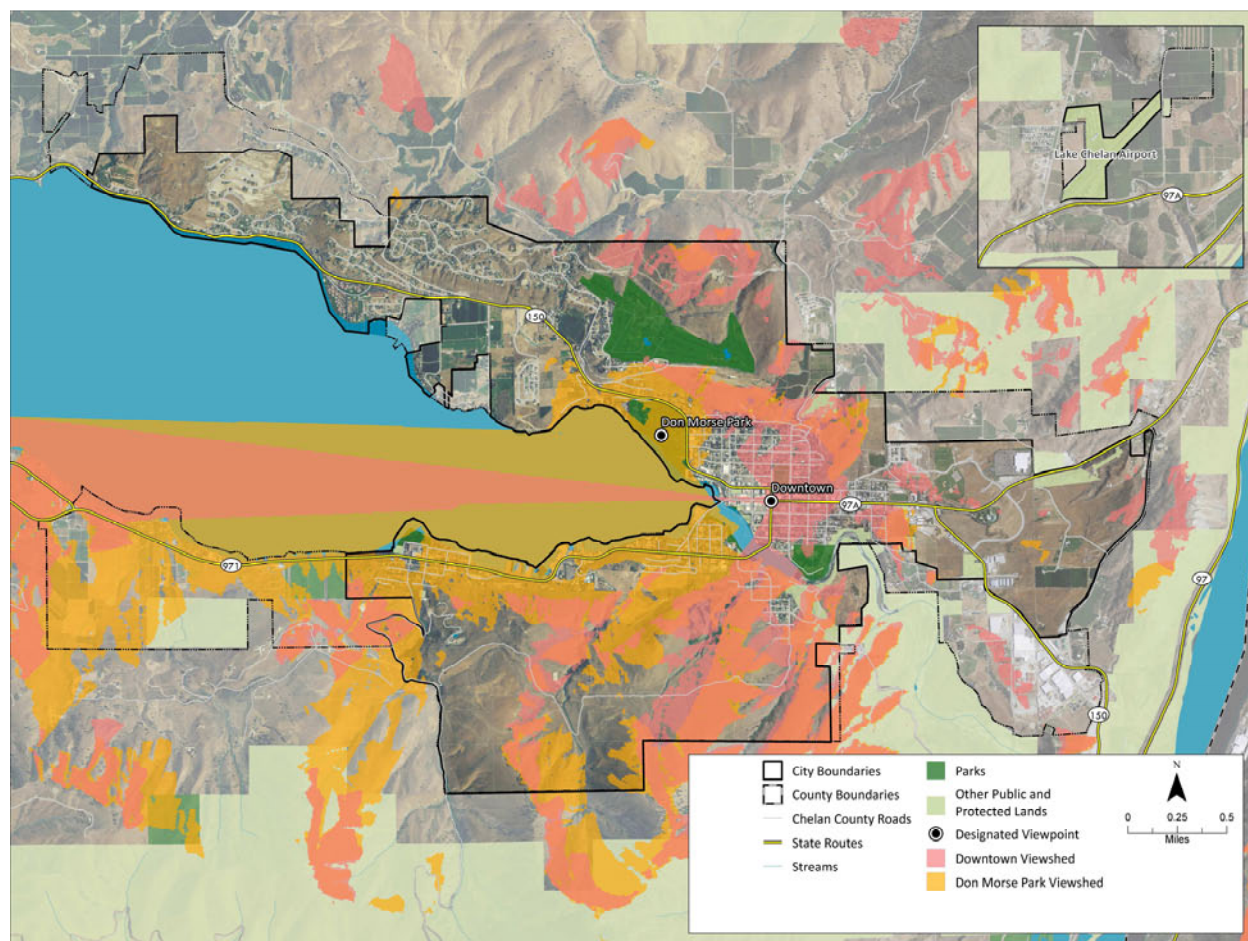 Lake Chelan Airport
97A
150
Don Morse Park
Downtown
97A
971
97
150
City Boundaries
County Boundaries
Chelan County Roads
State Routes
Streams
Parks
Other Public and
Protected Lands
Designated Viewpoint
Downtown Viewshed
Don Morse Park Viewshed
N
0 0.25 0.5
Miles